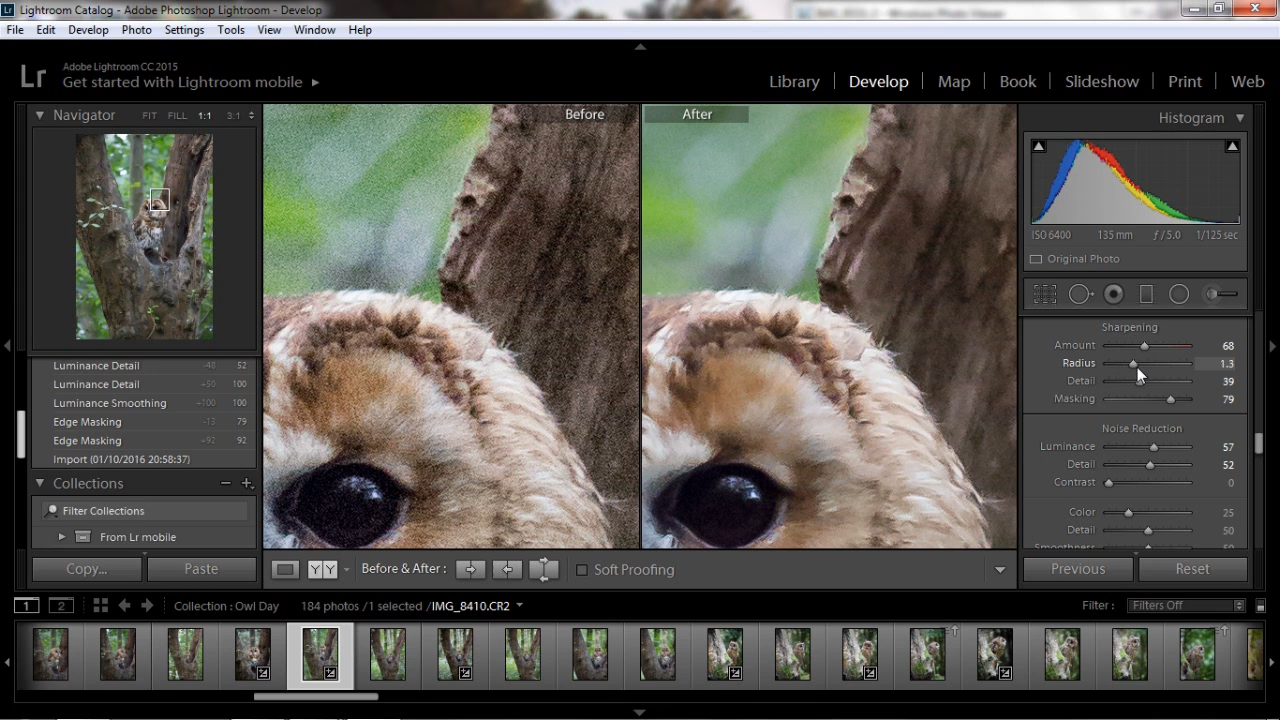 Lightroom Catalog - Adobe Photoshop Lightroom - Develop
File Edit Develop Photo Settings Tools View Window Help
Lr
Adobe Lightroom CC 2015
Get started with Lightroom mobile
Library Develop Map Book Slideshow Print Web
Navigator FIT FILL 1:1 3:1
Before
After
Histogram
ISO 6400 135 mm ƒ / 5.0 1/125 sec
Original Photo
Luminance Detail -48 52
Luminance Detail +50 100
Luminance Smoothing +100 100
Edge Masking -13 79
Edge Masking +92 92
Import (01/10/2016 20:58:37)
Collections
Filter Collections
From Lr mobile
Copy... Paste
Sharpening
Amount 68
Radius 1.3
Detail 39
Masking 79
Noise Reduction
Luminance 57
Detail 52
Contrast 0
Color 25
Detail 50
Smoothness 50
Previous Reset
YY Before & After : Soft Proofing
1 2 Collection : Owl Day 184 photos /1 selected /IMG_8410.CR2
Filter : Filters Off